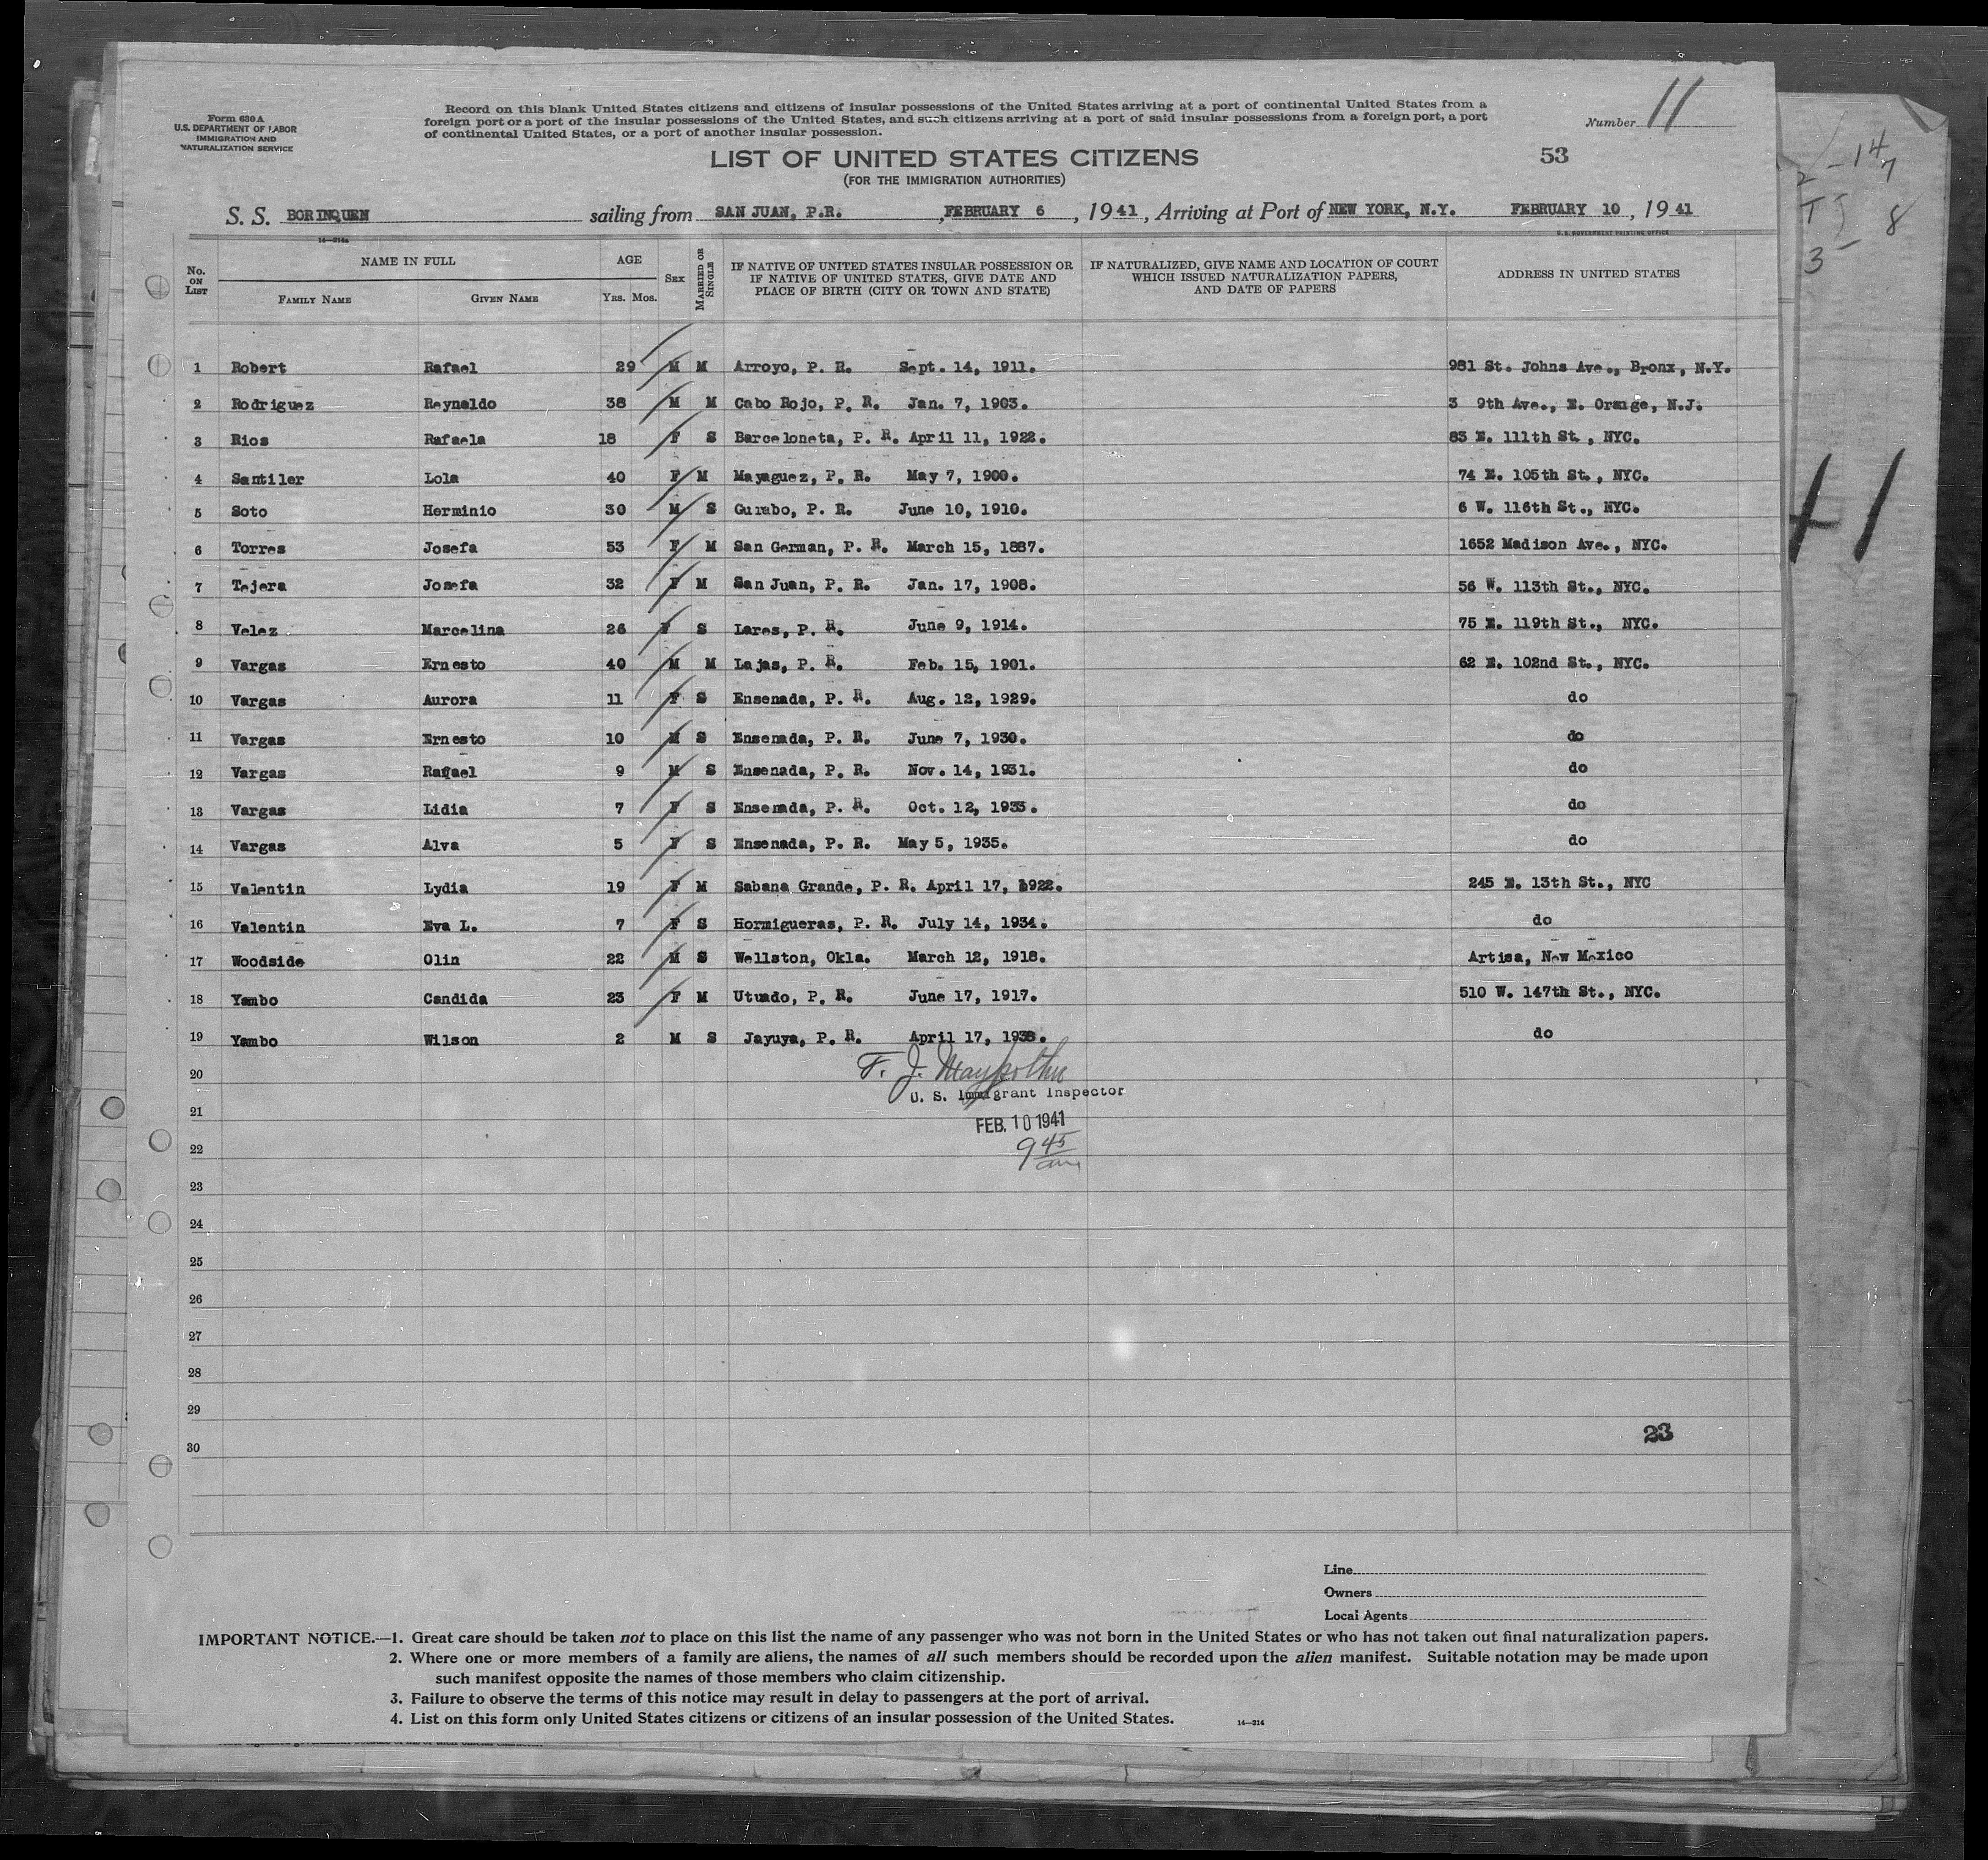 Form 630 A
U.S. DEPARTMENT OF LABOR
IMMIGRATION AND
NATURALIZATION SERVICE
Record on this blank United States citizens and citizens of insular possessions of the United States arriving at a port of continental United States from a
foreign port or a port of the insular possessions of the United States, and such citizens arriving at a port of said insular possessions from a foreign port, a port
of continental United States, or a port of another insular possession.
Number 11
LIST OF UNITED STATES CITIZENS
53
(FOR THE IMMIGRATION AUTHORITIES)
S. S. BORINQUEN sailing from SAN JUAN, P.R. , FEBRUARY 6 , 1941, Arriving at Port of NEW YORK, N.Y. FEBRUARY 10 , 1941
14—214a
U.S. GOVERNMENT PRINTING OFFICE
No. ON LIST
NAME IN FULL
FAMILY NAME GIVEN NAME
AGE
YRS. MOS.
SEX
MARRIED OR SINGLE
IF NATIVE OF UNITED STATES INSULAR POSSESSION OR
IF NATIVE OF UNITED STATES, GIVE DATE AND
PLACE OF BIRTH (CITY OR TOWN AND STATE)
IF NATURALIZED, GIVE NAME AND LOCATION OF COURT
WHICH ISSUED NATURALIZATION PAPERS,
AND DATE OF PAPERS
ADDRESS IN UNITED STATES
1 Robert Rafael 29 M M Arroyo, P. R. Sept. 14, 1911. 981 St. Johns Ave., Bronx, N.Y.
2 Rodriguez Reynaldo 38 M M Cabo Rojo, P. R. Jan. 7, 1903. 3 9th Ave., E. Orange, N.J.
3 Rios Rafaela 18 F S Barceloneta, P. R. April 11, 1922. 83 E. 111th St., NYC.
4 Santiler Lola 40 F M Mayaguez, P. R. May 7, 1900. 74 E. 105th St., NYC.
5 Soto Herminio 30 M S Gurabo, P. R. June 10, 1910. 6 W. 116th St., NYC.
6 Torres Josefa 53 F M San German, P. R. March 15, 1887. 1652 Madison Ave., NYC.
7 Tejera Josefa 32 F M San Juan, P. R. Jan. 17, 1908. 56 W. 113th St., NYC.
8 Velez Marcelina 26 F S Lares, P. R. June 9, 1914. 75 E. 119th St., NYC.
9 Vargas Ernesto 40 M M Lajas, P. R. Feb. 15, 1901. 62 E. 102nd St., NYC.
10 Vargas Aurora 11 F S Ensenada, P. R. Aug. 12, 1929. do
11 Vargas Ernesto 10 M S Ensenada, P. R. June 7, 1930. do
12 Vargas Rafael 9 M S Ensenada, P. R. Nov. 14, 1931. do
13 Vargas Lidia 7 F S Ensenada, P. R. Oct. 12, 1933. do
14 Vargas Alva 5 F S Ensenada, P. R. May 5, 1935. do
15 Valentin Lydia 19 F M Sabana Grande, P. R. April 17, 1922. 245 E. 13th St., NYC
16 Valentin Eva L. 7 F S Hormigueras, P. R. July 14, 1934. do
17 Woodside Olin 22 M S Wellston, Okla. March 12, 1918. Artisa, New Mexico
18 Yambo Candida 23 F M Utuado, P. R. June 17, 1917. 510 W. 147th St., NYC.
19 Yambo Wilson 2 M S Jayuya, P. R. April 17, 1938. do
20
F. J.
U. S. Immigrant Inspector
21
FEB. 10 1941
22
9 45
am
23
24
25
26
27
28
29
23
30
Line
Owners
Local Agents
IMPORTANT NOTICE.—1. Great care should be taken not to place on this list the name of any passenger who was not born in the United States or who has not taken out final naturalization papers.
2. Where one or more members of a family are aliens, the names of all such members should be recorded upon the alien manifest. Suitable notation may be made upon
such manifest opposite the names of those members who claim citizenship.
3. Failure to observe the terms of this notice may result in delay to passengers at the port of arrival.
4. List on this form only United States citizens or citizens of an insular possession of the United States.
14—214